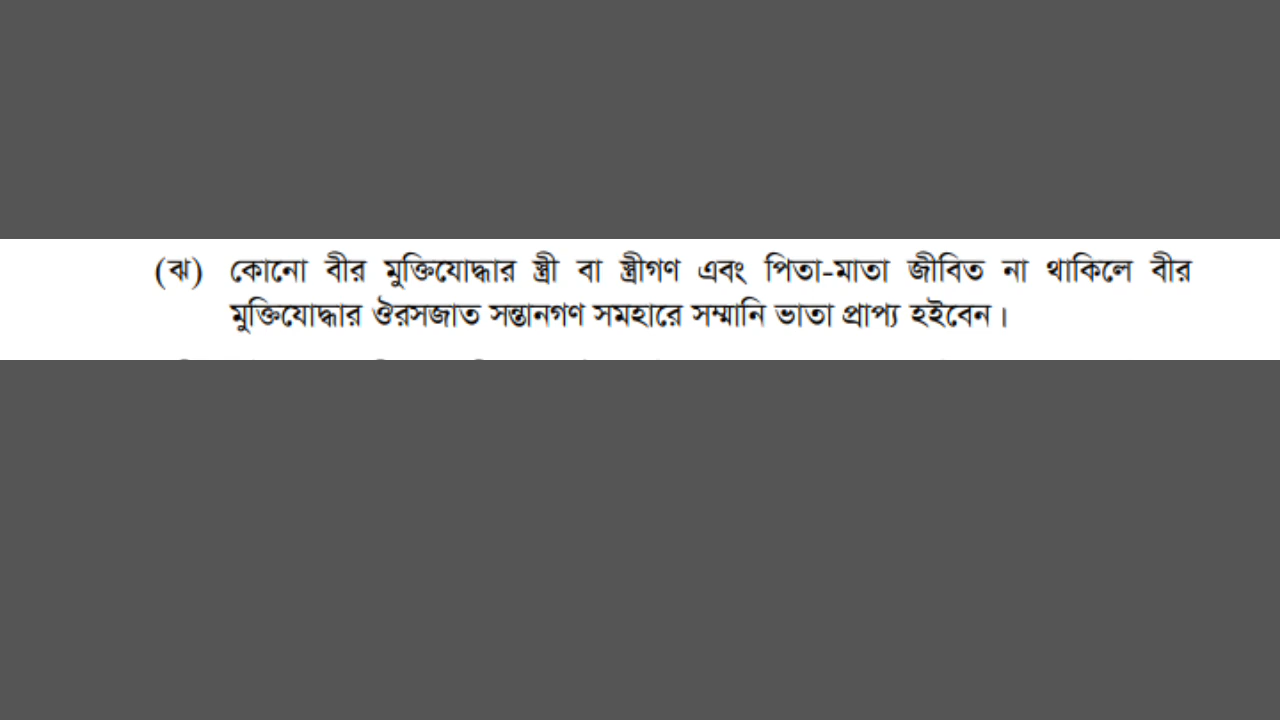 (ঝ) কোনো বীর মুক্তিযোদ্ধার স্ত্রী বা স্ত্রীগণ এবং পিতা-মাতা জীবিত না থাকিলে বীর
মুক্তিযোদ্ধার ঔরসজাত সন্তানগণ সমহারে সম্মানি ভাতা প্রাপ্য হইবেন।